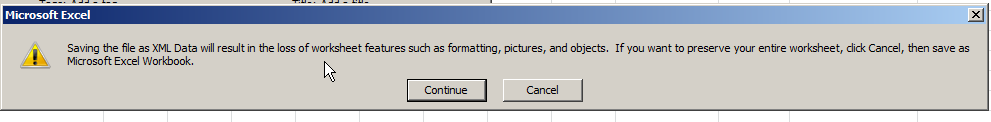 Microsoft Excel
Saving the file as XML Data will result in the loss of worksheet features such as formatting, pictures, and objects.  If you want to preserve your entire worksheet, click Cancel, then save as
Microsoft Excel Workbook.
Continue
Cancel